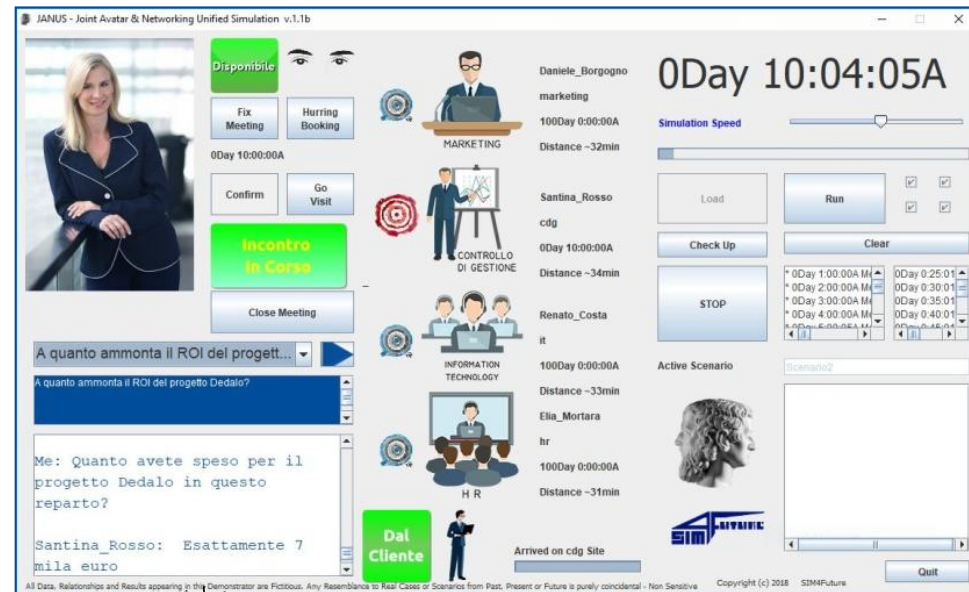 JANUS - Joint Avatar & Networking Unified Simulation v.1.1b
Disponibile
Fix
Meeting
Hurring
Booking
0Day 10:00:00A
Confirm
Go
Visit
Incontro
In Corso
Close Meeting
A quanto ammonta il ROI del progett...
A quanto ammonta il ROI del progetto Dedalo?
Me: Quanto avete speso per il
progetto Dedalo in questo
reparto?
Santina_Rosso: Esattamente 7
mila euro
MARKETING
Daniele_Borgogno
marketing
100Day 0:00:00A
Distance ~32min
CONTROLLO
DI GESTIONE
Santina_Rosso
cdg
0Day 10:00:00A
Distance ~34min
INFORMATION
TECHNOLOGY
Renato_Costa
it
100Day 0:00:00A
Distance ~33min
HR
Elia_Mortara
hr
100Day 0:00:00A
Distance ~31min
Dal
Cliente
Arrived on cdg Site
0Day 10:04:05A
Simulation Speed
Load
Run
Check Up
Clear
STOP
* 0Day 1:00:00A Me
* 0Day 2:00:00A Me
* 0Day 3:00:00A Me
* 0Day 4:00:00A Me
0Day 0:25:01
0Day 0:30:01
0Day 0:35:01
0Day 0:40:01
Active Scenario
Scenario2
SIM4FUTURE
Quit
All Data, Relationships and Results appearing in this Demonstrator are Fictitious. Any Resemblance to Real Cases or Scenarios from Past, Present or Future is purely coincidental - Non Sensitive
Copyright (c) 2018 SIM4Future